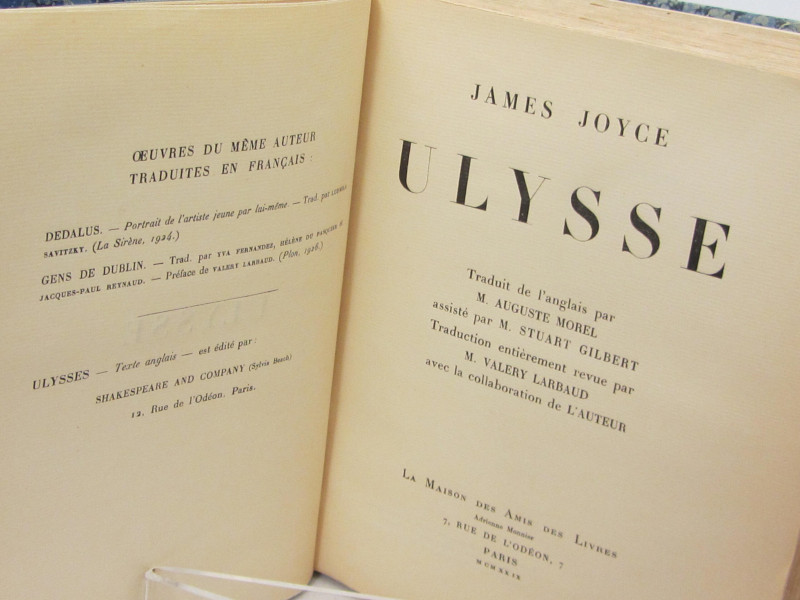 ŒUVRES DU MÊME AUTEUR
TRADUITES EN FRANÇAIS :
DEDALUS. — Portrait de l'artiste jeune par lui-même. — Trad. par
SAVITZKY. (La Sirène, 1924.)
GENS DE DUBLIN. — Trad. par YVA FERNANDEZ, HÉLÈNE DU PASQUIER &
JACQUES-PAUL REYNAUD. — Préface de VALERY LARBAUD. (Plon, 1926.)
ULYSSES — Texte anglais — est édité par :
SHAKESPEARE AND COMPANY (Sylvia Beach)
12, Rue de l'Odéon, Paris.
JAMES JOYCE
ULYSSE
Traduit de l'anglais par
M. AUGUSTE MOREL
assisté par M. STUART GILBERT
Traduction entièrement revue par
M. VALERY LARBAUD
avec la collaboration de L'AUTEUR
LA MAISON DES AMIS DES LIVRES
Adrienne Monnier
7, RUE DE L'ODÉON, 7
PARIS
MCMXXIX